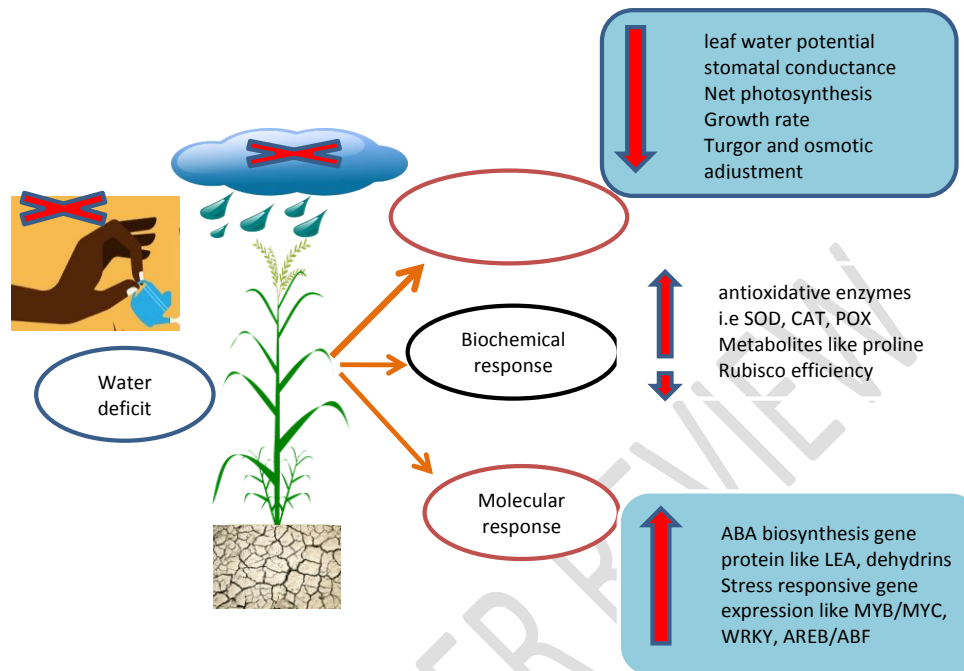 leaf water potential
stomatal conductance
Net photosynthesis
Growth rate
Turgor and osmotic
adjustment
antioxidative enzymes
i.e SOD, CAT, POX
Metabolites like proline
Rubisco efficiency
Biochemical
response
Water
deficit
Molecular
response
ABA biosynthesis gene
protein like LEA, dehydrins
Stress responsive gene
expression like MYB/MYC,
WRKY, AREB/ABF
ER REVIEW